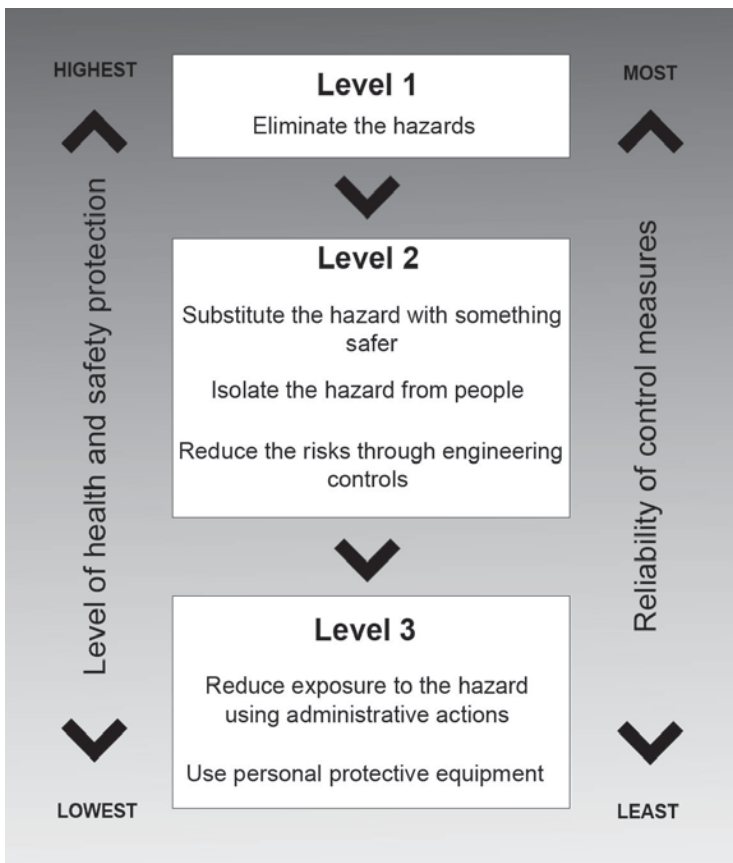 HIGHEST
Level 1
Eliminate the hazards
MOST
Level of health and safety protection
Level 2
Substitute the hazard with something
safer
Isolate the hazard from people
Reduce the risks through engineering
controls
Reliability of control measures
Level 3
Reduce exposure to the hazard
using administrative actions
Use personal protective equipment
LOWEST
LEAST